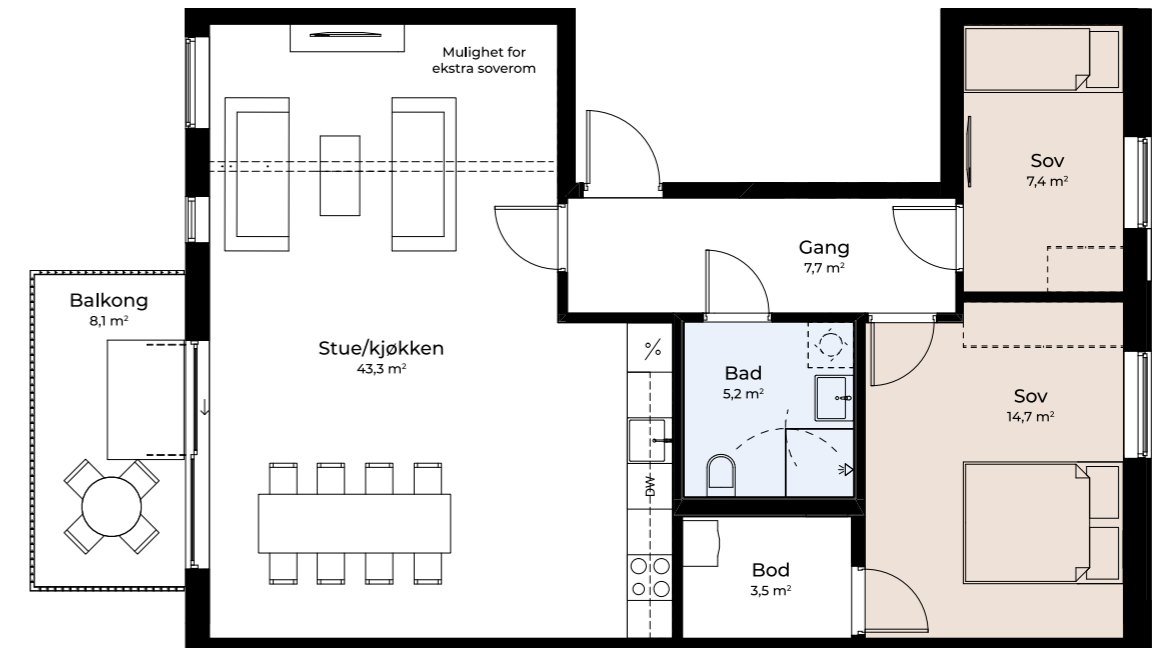 Mulighet for
ekstra soverom
Sov
7,4 m²
Gang
7,7 m²
Balkong
8,1 m²
Stue/kjøkken
43,3 m²
%
Bad
5,2 m²
Sov
14,7 m²
DW
Bod
3,5 m²